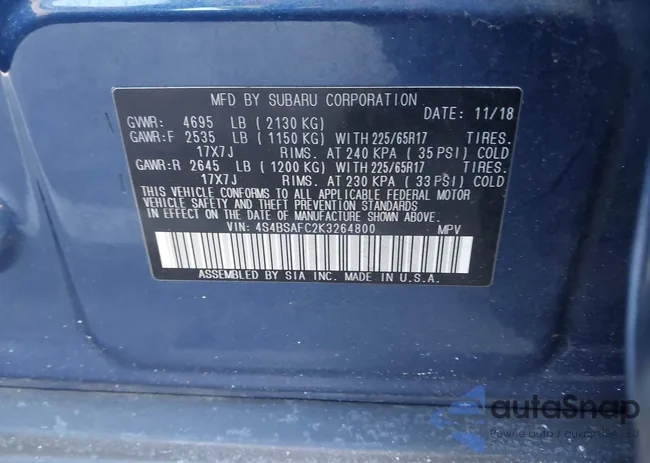 MFD BY SUBARU CORPORATION
GVWR: 4695 LB (2130 KG) DATE: 11/18
GAWR:F 2535 LB (1150 KG) WITH 225/65R17 TIRES.
17X7J RIMS. AT 240 KPA (35 PSI) COLD
GAWR:R 2645 LB (1200 KG) WITH 225/65R17 TIRES.
17X7J RIMS. AT 230 KPA (33 PSI) COLD
THIS VEHICLE CONFORMS TO ALL APPLICABLE FEDERAL MOTOR
VEHICLE SAFETY AND THEFT PREVENTION STANDARDS
IN EFFECT ON THE DATE OF MANUFACTURE SHOWN ABOVE.
VIN: 4S4BSAFC2K3264800 MPV
ASSEMBLED BY SIA INC. MADE IN U.S.A.
autoSnap
Pewne auto z aukcji